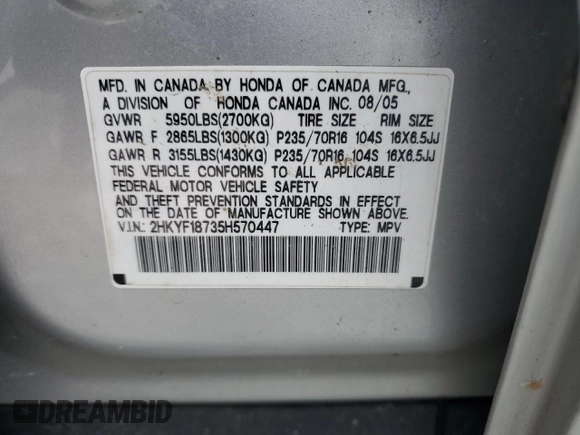 MFD. IN CANADA BY HONDA OF CANADA MFG.,
A DIVISION OF HONDA CANADA INC. 08/05
GVWR 5950LBS(2700KG) TIRE SIZE RIM SIZE
GAWR F 2865LBS(1300KG) P235/70R16 104S 16X6.5JJ
GAWR R 3155LBS(1430KG) P235/70R16 104S 16X6.5JJ
THIS VEHICLE CONFORMS TO ALL APPLICABLE
FEDERAL MOTOR VEHICLE SAFETY
AND THEFT PREVENTION STANDARDS IN EFFECT
ON THE DATE OF MANUFACTURE SHOWN ABOVE.
V.I.N.: 2HKYF18735H570447 TYPE: MPV
DREAMBID